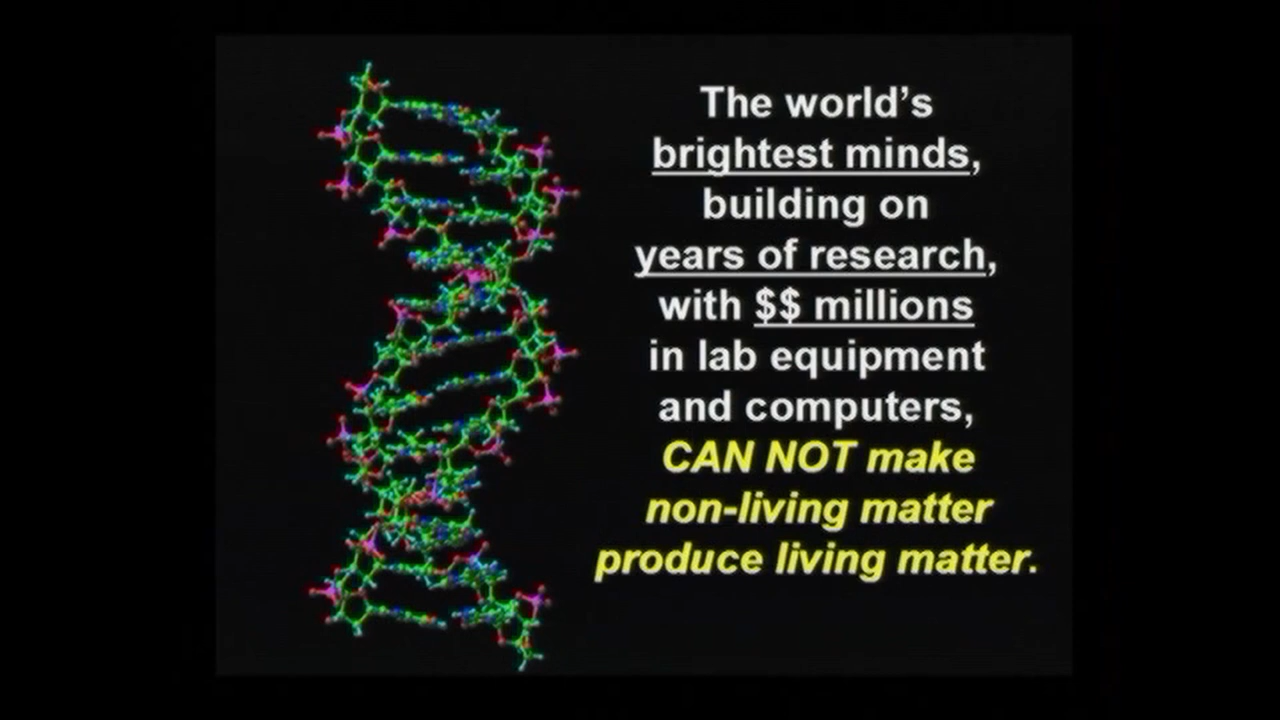 The world’s
brightest minds,
building on
years of research,
with $$ millions
in lab equipment
and computers,
CAN NOT make
non-living matter
produce living matter.